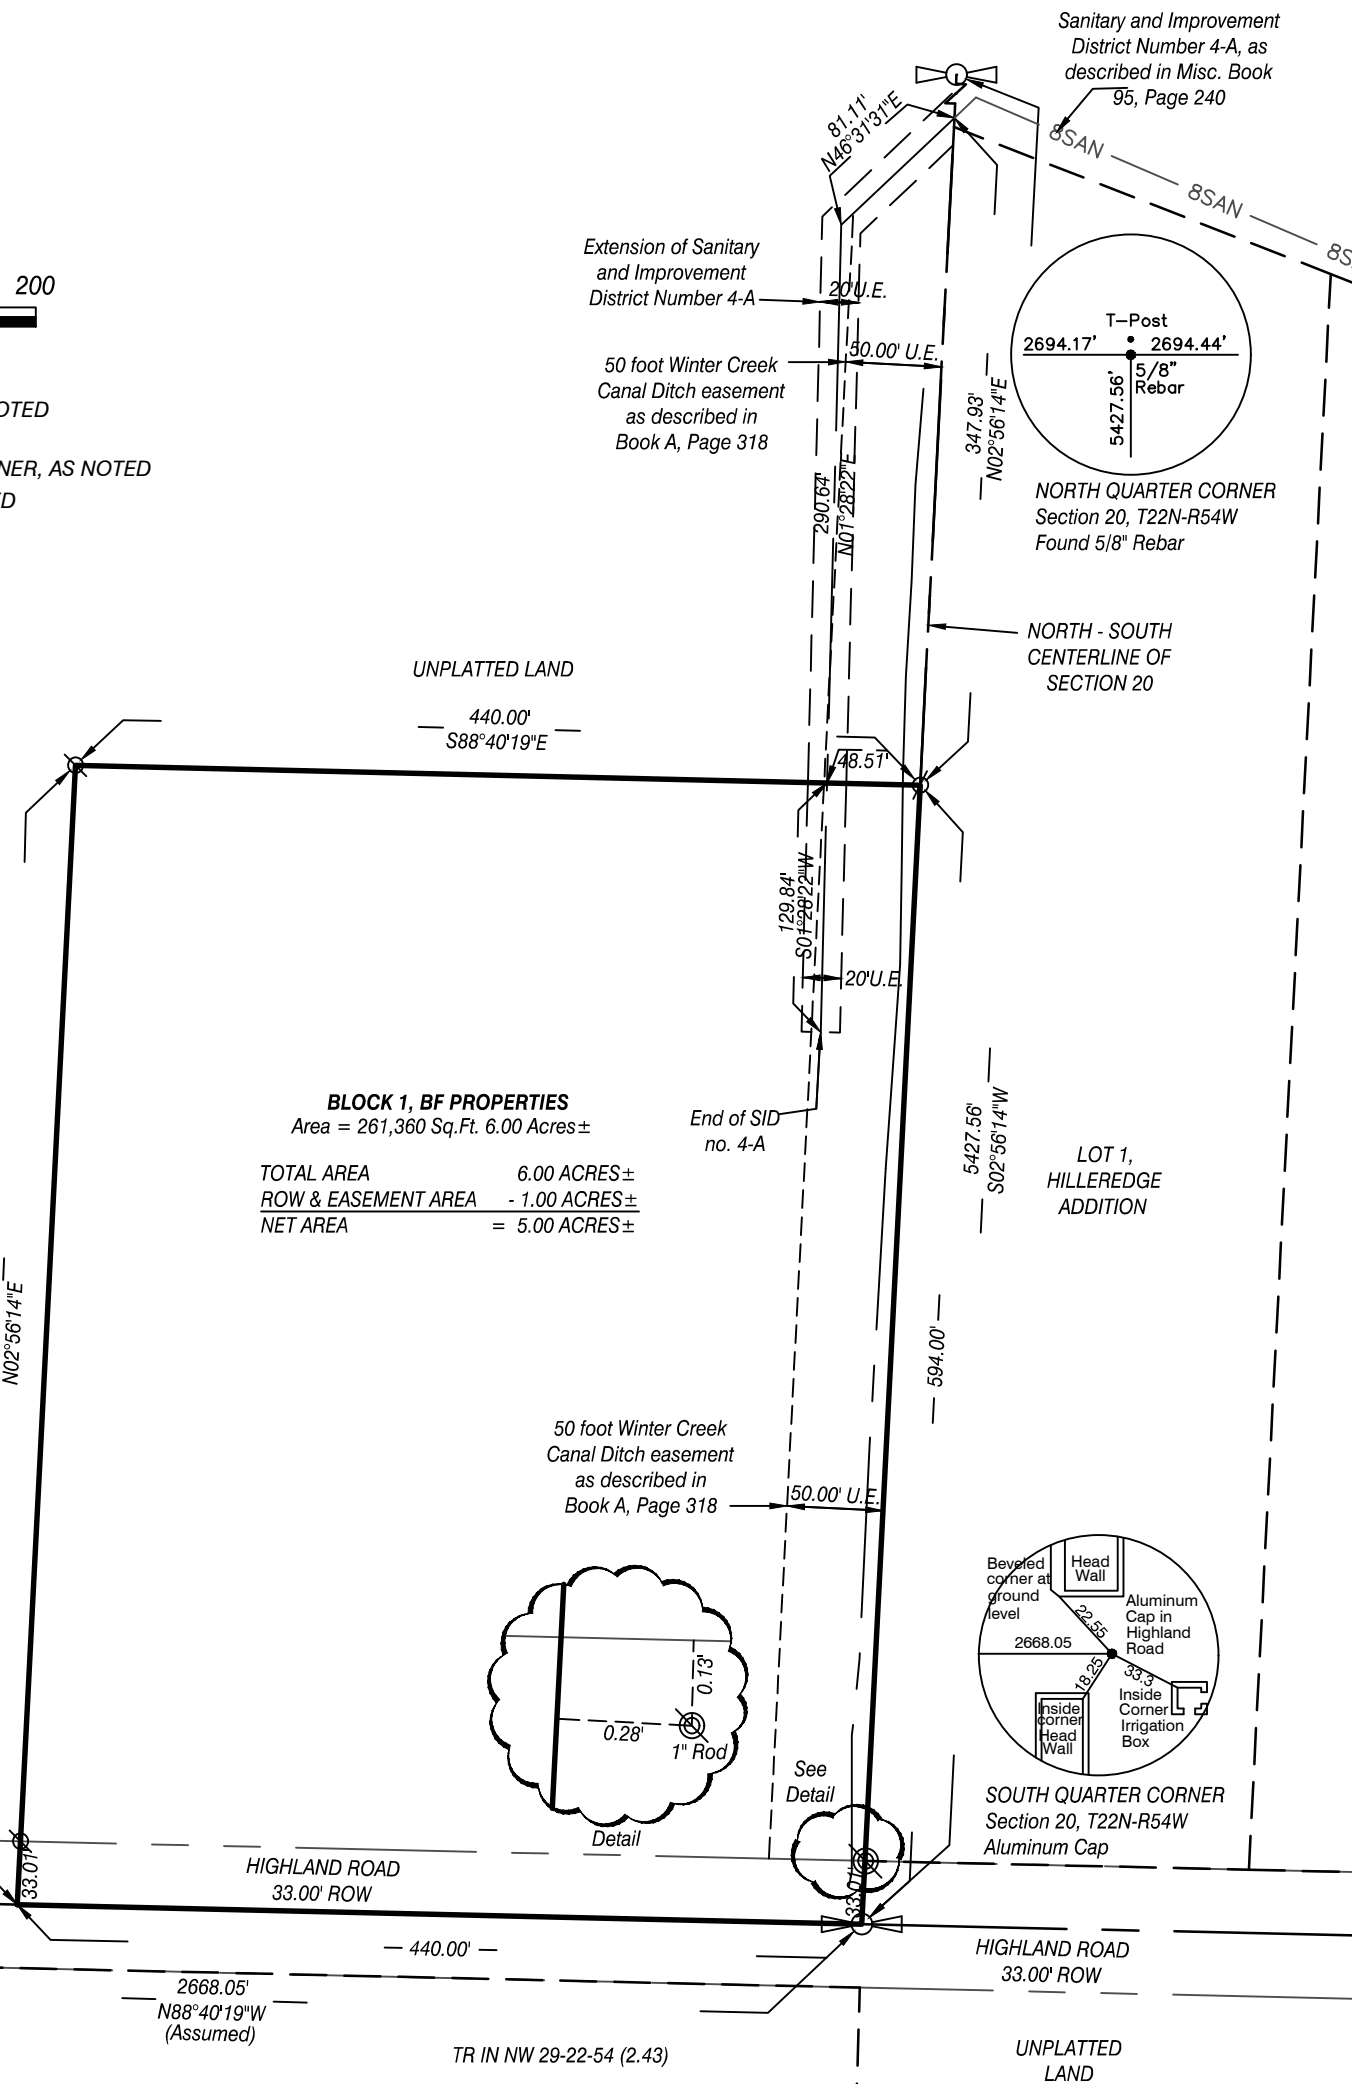 Sanitary and Improvement
District Number 4-A, as
described in Misc. Book
95, Page 240
81.11'
N46°31'31"E
8SAN
8SAN
8S
Extension of Sanitary
and Improvement
District Number 4-A
20'U.E.
200
50 foot Winter Creek
Canal Ditch easement
as described in
Book A, Page 318
50.00' U.E.
347.93'
N02°56'14"E
T-Post
2694.17'
2694.44'
5/8"
Rebar
5427.56'
NORTH QUARTER CORNER
Section 20, T22N-R54W
Found 5/8" Rebar
OTED
NER, AS NOTED
ED
290.64'
N01°28'22"E
NORTH - SOUTH
CENTERLINE OF
SECTION 20
UNPLATTED LAND
440.00'
S88°40'19"E
48.51'
129.84'
S01°28'22"W
20'U.E.
BLOCK 1, BF PROPERTIES
Area = 261,360 Sq.Ft. 6.00 Acres±
TOTAL AREA 6.00 ACRES±
ROW & EASEMENT AREA - 1.00 ACRES±
NET AREA = 5.00 ACRES±
End of SID
no. 4-A
5427.56'
S02°56'14"W
LOT 1,
HILLEREDGE
ADDITION
N02°56'14"E
594.00'
50 foot Winter Creek
Canal Ditch easement
as described in
Book A, Page 318
50.00' U.E.
Beveled
corner at
ground
level
Head
Wall
Aluminum
Cap in
Highland
Road
22.55
2668.05
18.25
33.3
Inside
corner
Head
Wall
Inside
Corner
Irrigation
Box
SOUTH QUARTER CORNER
Section 20, T22N-R54W
Aluminum Cap
0.13'
0.28'
1" Rod
Detail
See
Detail
33.01'
HIGHLAND ROAD
33.00' ROW
33.01'
440.00'
HIGHLAND ROAD
33.00' ROW
2668.05'
N88°40'19"W
(Assumed)
TR IN NW 29-22-54 (2.43)
UNPLATTED
LAND